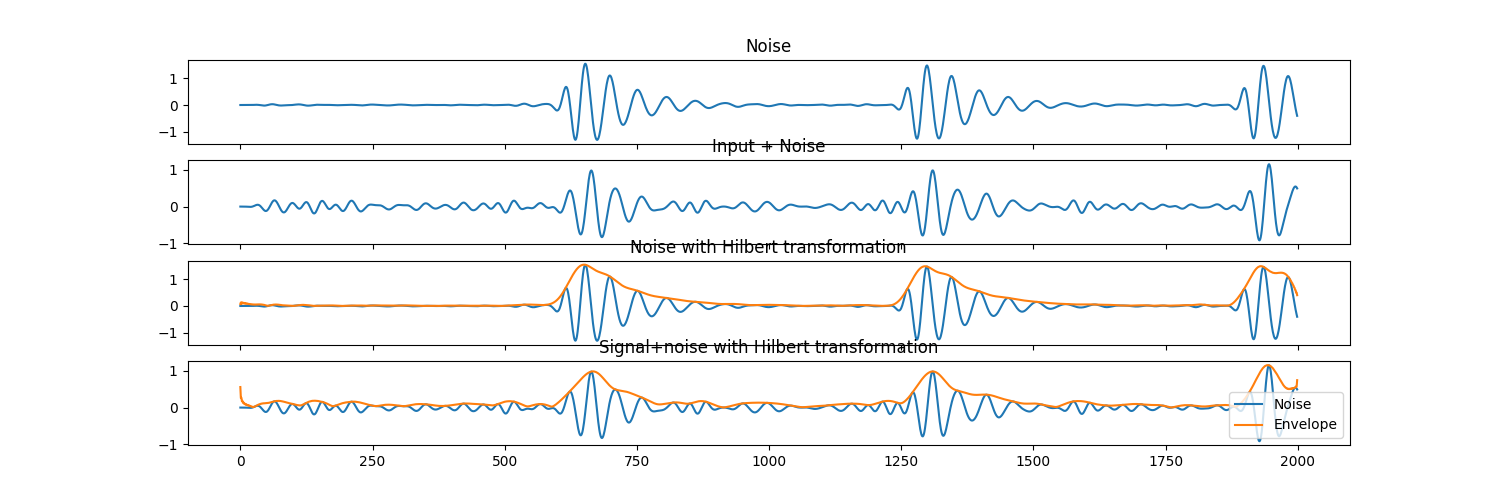 Noise
1
0
−1
Input + Noise
1
0
−1
Noise with Hilbert transformation
1
0
−1
Signal+noise with Hilbert transformation
1
0
−1
Noise
Envelope
0 250 500 750 1000 1250 1500 1750 2000